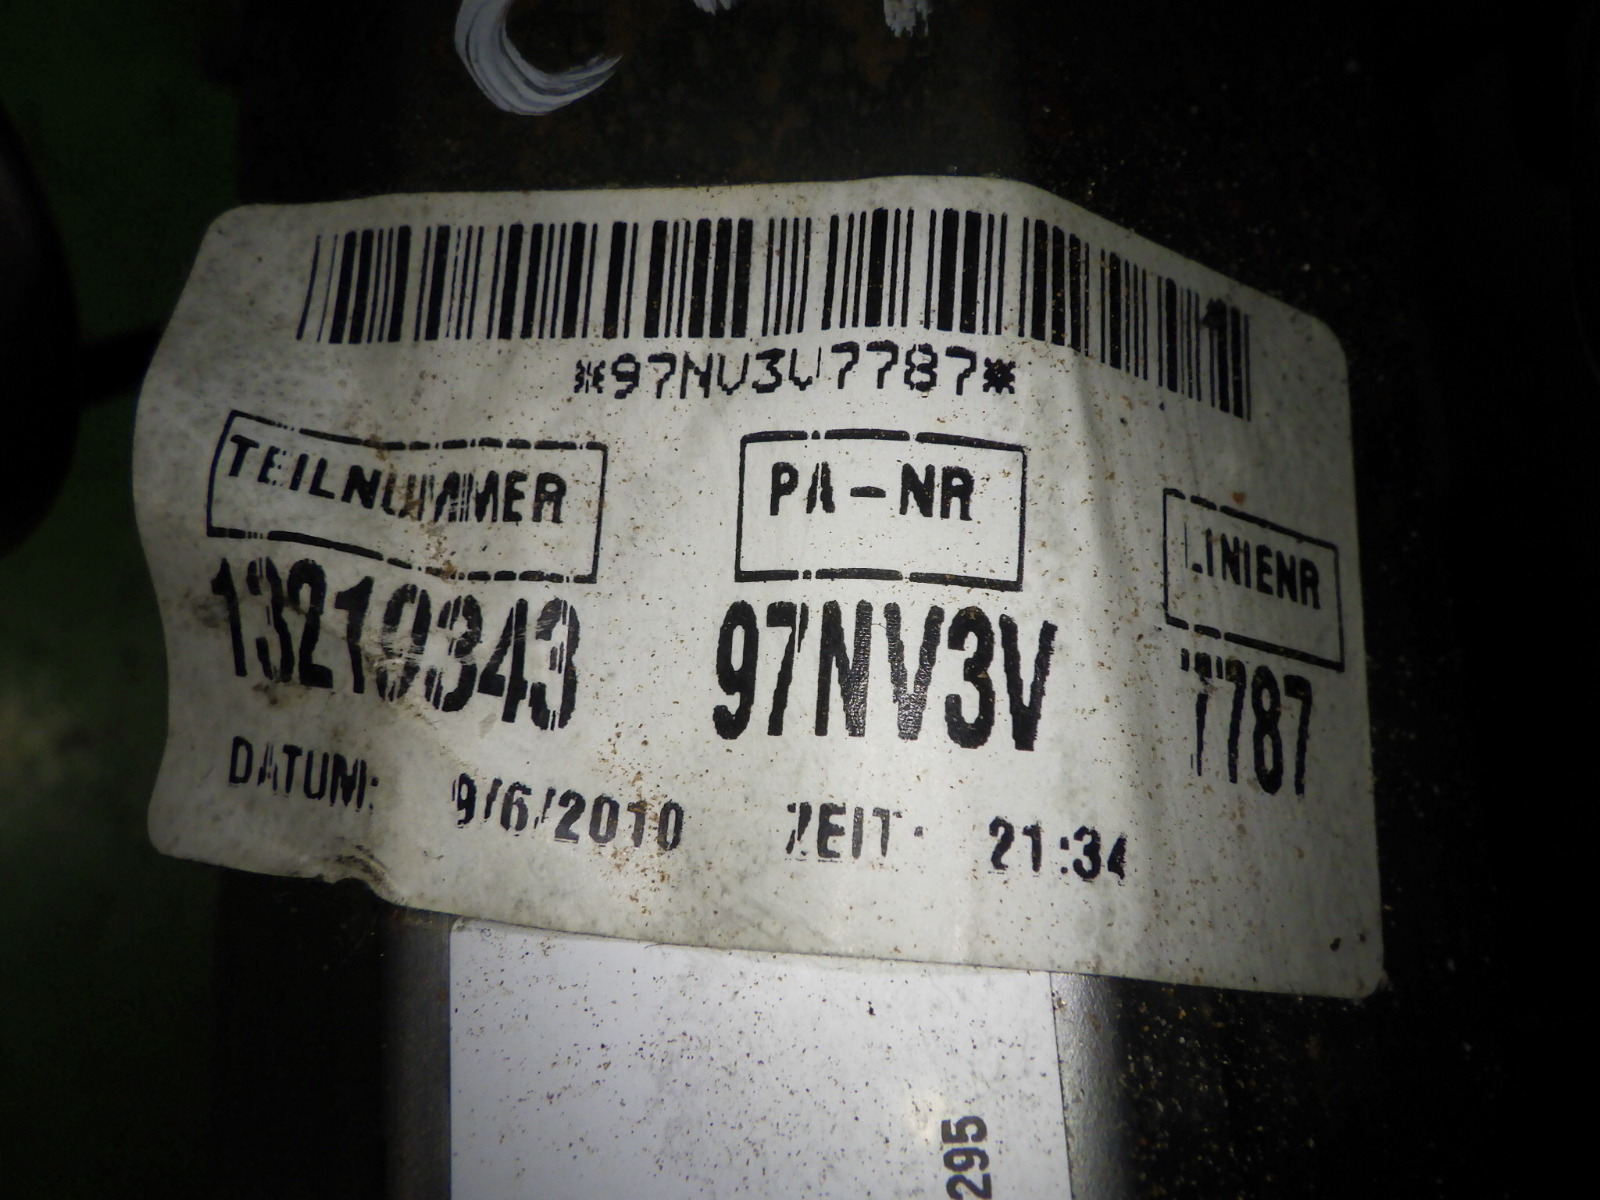 *97NV3V7787*
TEILNUMMER PA-NR LINIENR
13219343 97NV3V 7787
DATUM: 9/6/2010 ZEIT: 21:34
295